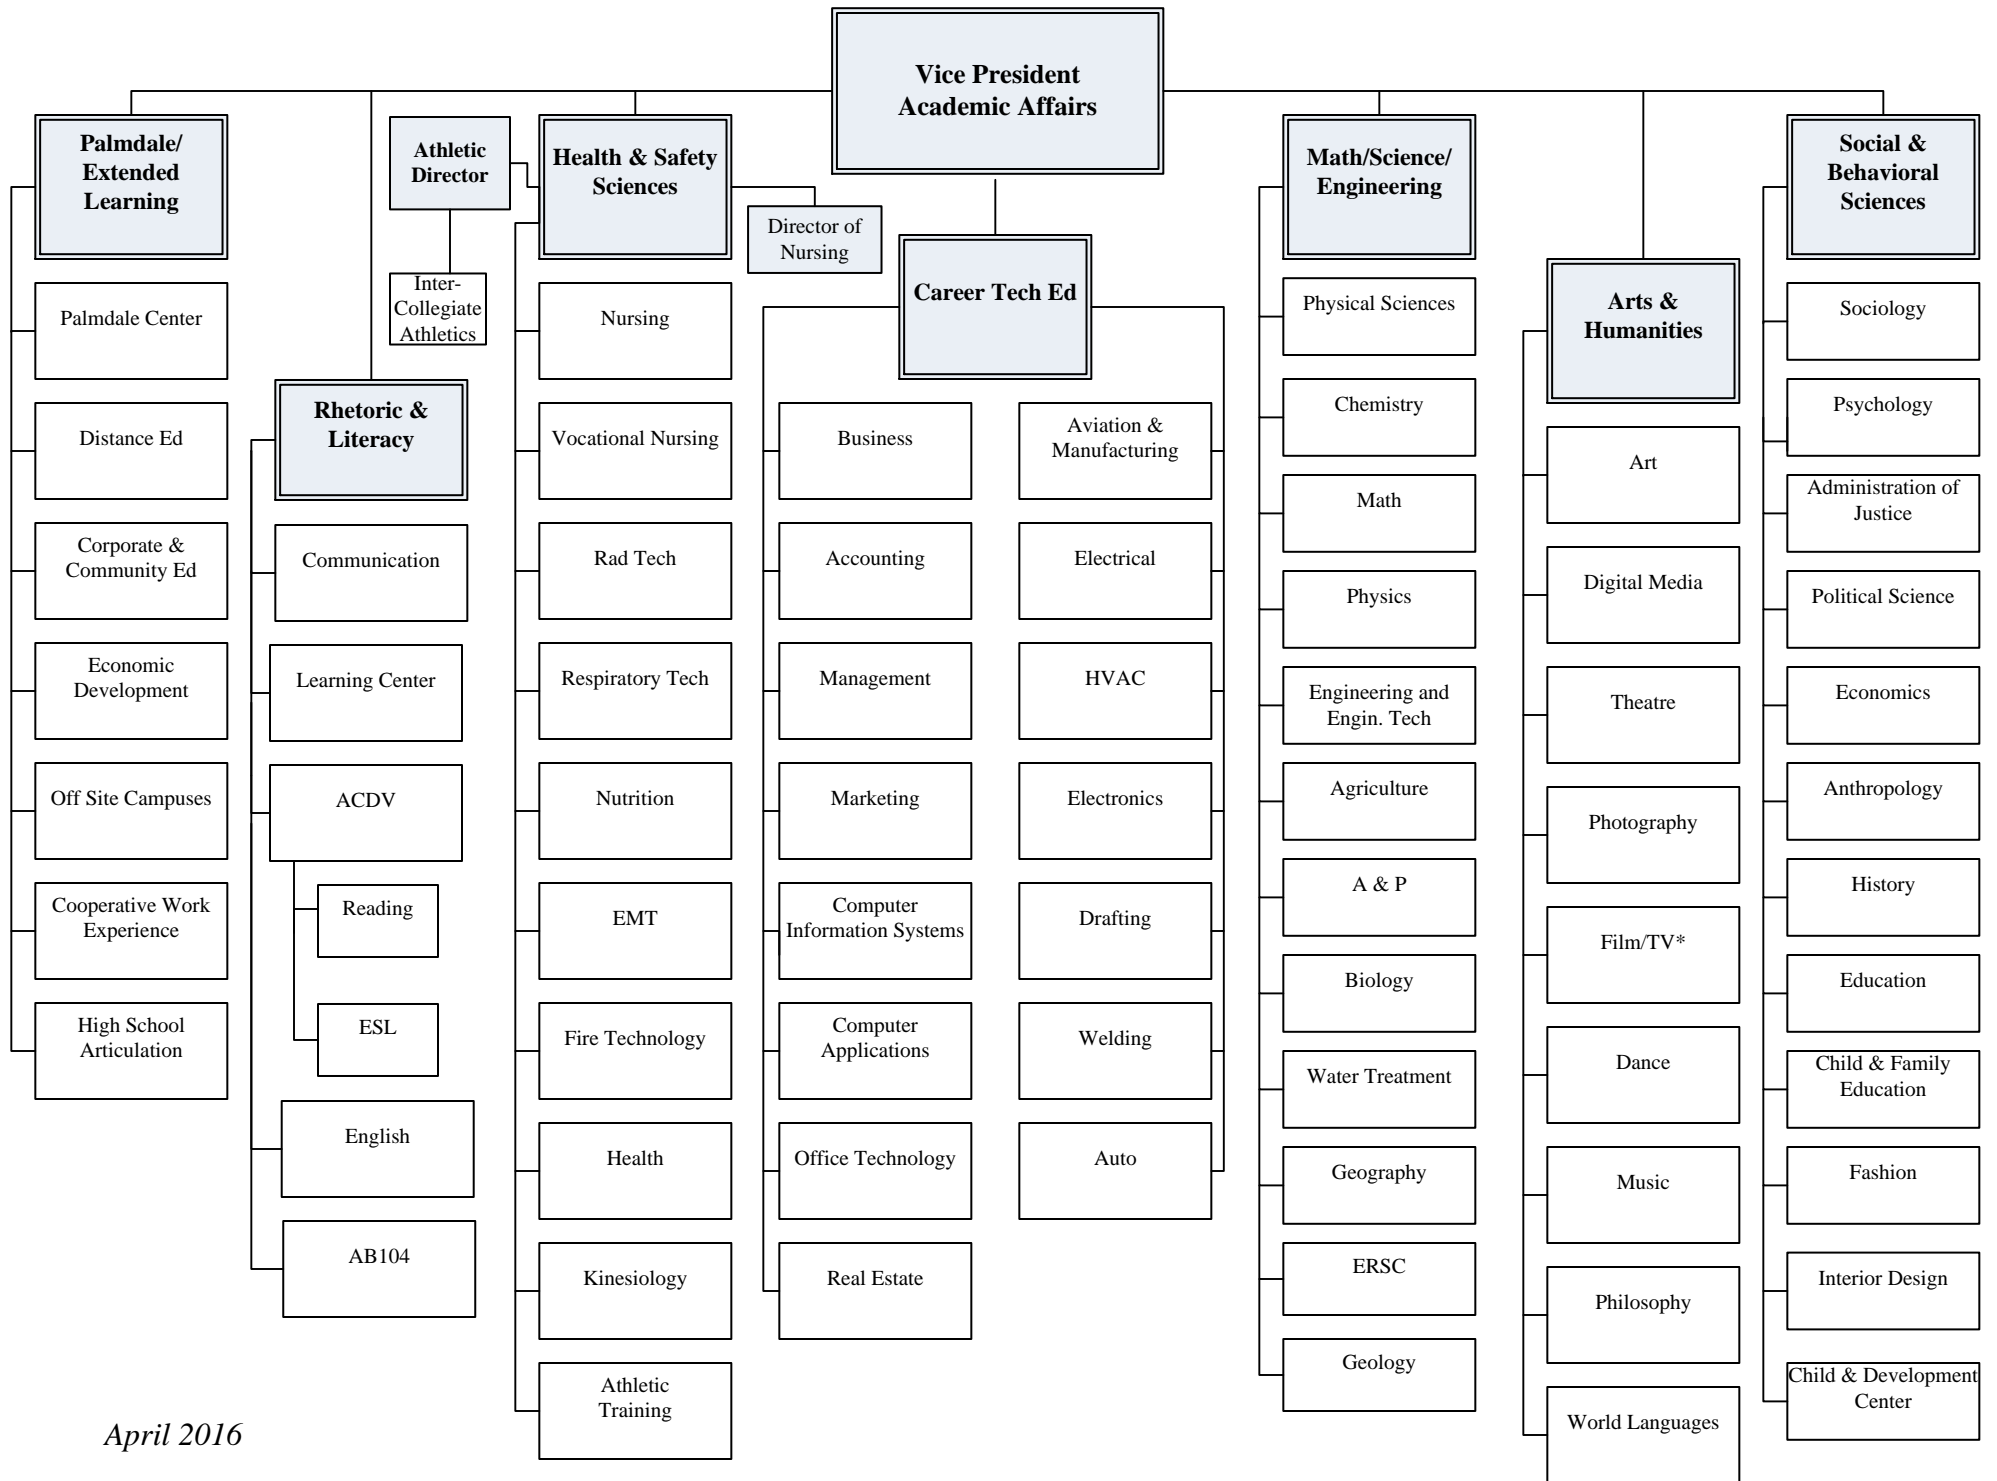 Vice President
Academic Affairs
Palmdale/
Extended
Learning
Palmdale Center
Distance Ed
Corporate &
Community Ed
Economic
Development
Off Site Campuses
Cooperative Work
Experience
High School
Articulation
Rhetoric &
Literacy
Communication
Learning Center
ACDV
Reading
ESL
English
AB104
Athletic
Director
Inter-
Collegiate
Athletics
Health & Safety
Sciences
Director of
Nursing
Nursing
Vocational Nursing
Rad Tech
Respiratory Tech
Nutrition
EMT
Fire Technology
Health
Kinesiology
Athletic
Training
Career Tech Ed
Business
Accounting
Management
Marketing
Computer
Information Systems
Computer
Applications
Office Technology
Real Estate
Aviation &
Manufacturing
Electrical
HVAC
Electronics
Drafting
Welding
Auto
Math/Science/
Engineering
Physical Sciences
Chemistry
Math
Physics
Engineering and
Engin. Tech
Agriculture
A & P
Biology
Water Treatment
Geography
ERSC
Geology
Arts &
Humanities
Art
Digital Media
Theatre
Photography
Film/TV*
Dance
Music
Philosophy
World Languages
Social &
Behavioral
Sciences
Sociology
Psychology
Administration of
Justice
Political Science
Economics
Anthropology
History
Education
Child & Family
Education
Fashion
Interior Design
Child & Development
Center
April 2016